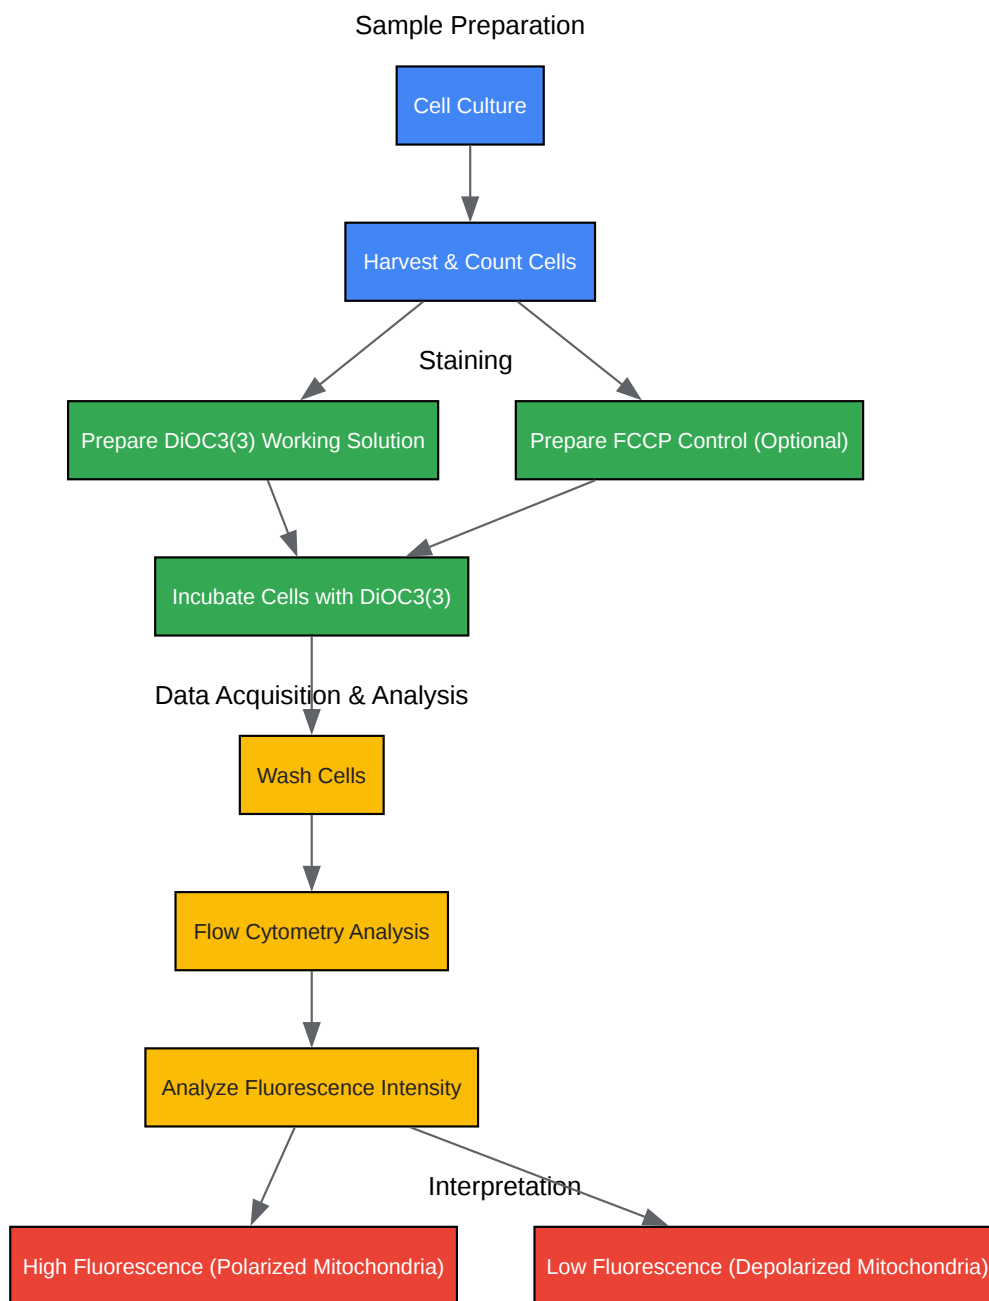 Sample Preparation
Cell Culture
Harvest & Count Cells
Staining
Prepare DiOC3(3) Working Solution
Prepare FCCP Control (Optional)
Incubate Cells with DiOC3(3)
Data Acquisition & Analysis
Wash Cells
Flow Cytometry Analysis
Analyze Fluorescence Intensity
Interpretation
High Fluorescence (Polarized Mitochondria)
Low Fluorescence (Depolarized Mitochondria)